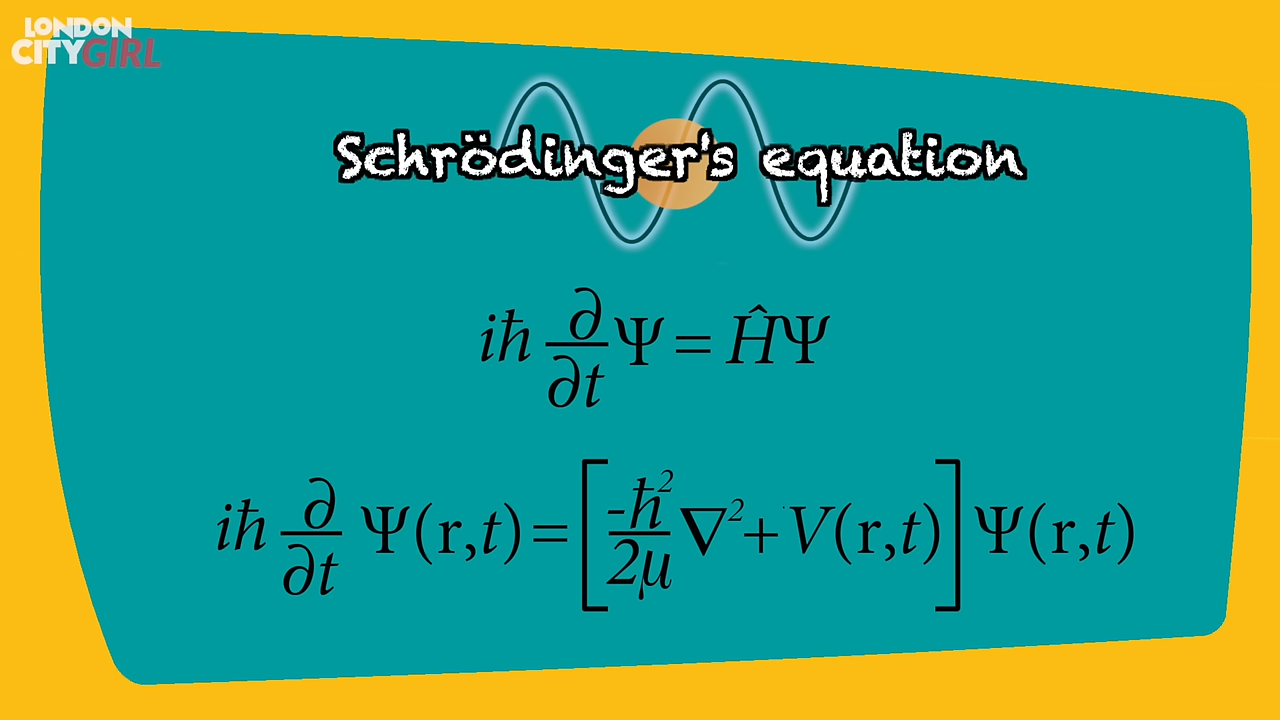 LONDON
CITYGIRL
Schrödinger's equation
iħ ∂/∂t Ψ = ĤΨ
iħ ∂/∂t Ψ(r,t) = [-ħ²/2μ ∇² + V(r,t)] Ψ(r,t)